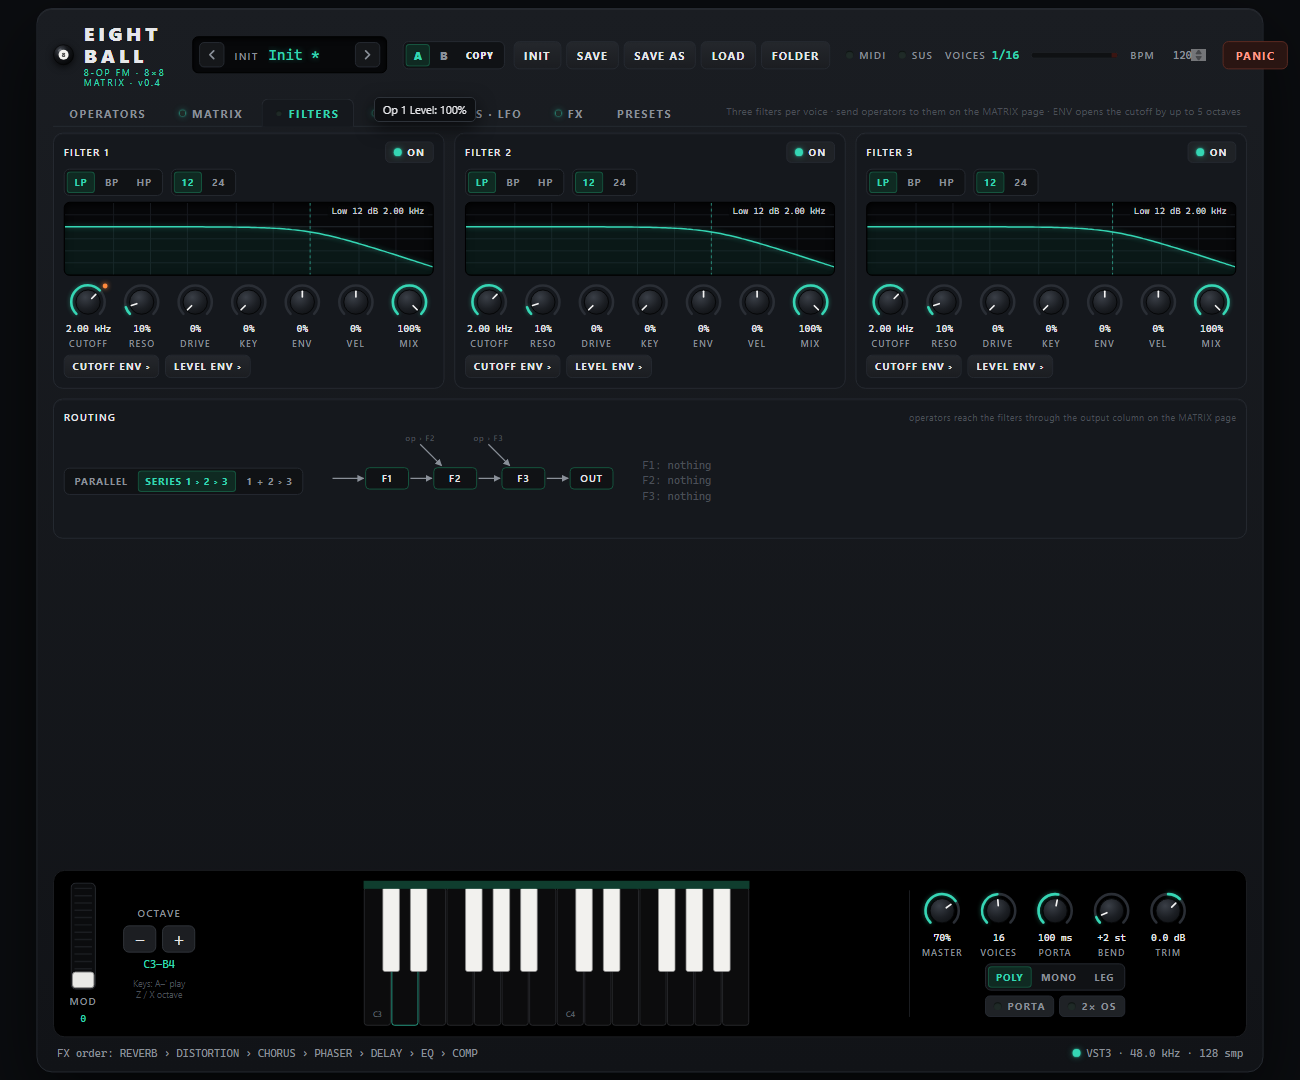 EIGHT
BALL
8-OP FM · 8×8
MATRIX · v0.4
INIT Init *
A B COPY INIT SAVE SAVE AS LOAD FOLDER
MIDI SUS VOICES 1/16 BPM 120 PANIC
OPERATORS MATRIX FILTERS S · LFO FX PRESETS
Op 1 Level: 100%
Three filters per voice · send operators to them on the MATRIX page · ENV opens the cutoff by up to 5 octaves
FILTER 1 ON
LP BP HP 12 24
Low 12 dB 2.00 kHz
2.00 kHz 10% 0% 0% 0% 0% 100%
CUTOFF RESO DRIVE KEY ENV VEL MIX
CUTOFF ENV › LEVEL ENV ›
FILTER 2 ON
LP BP HP 12 24
Low 12 dB 2.00 kHz
2.00 kHz 10% 0% 0% 0% 0% 100%
CUTOFF RESO DRIVE KEY ENV VEL MIX
CUTOFF ENV › LEVEL ENV ›
FILTER 3 ON
LP BP HP 12 24
Low 12 dB 2.00 kHz
2.00 kHz 10% 0% 0% 0% 0% 100%
CUTOFF RESO DRIVE KEY ENV VEL MIX
CUTOFF ENV › LEVEL ENV ›
ROUTING
operators reach the filters through the output column on the MATRIX page
PARALLEL SERIES 1 › 2 › 3 1 + 2 › 3
op › F2 op › F3
F1 F2 F3 OUT
F1: nothing
F2: nothing
F3: nothing
MOD
0
OCTAVE
− +
C3–B4
Keys: A–' play
Z / X octave
C3 C4
70% 16 100 ms +2 st 0.0 dB
MASTER VOICES PORTA BEND TRIM
POLY MONO LEG
PORTA 2× OS
FX order: REVERB › DISTORTION › CHORUS › PHASER › DELAY › EQ › COMP
VST3 · 48.0 kHz · 128 smp